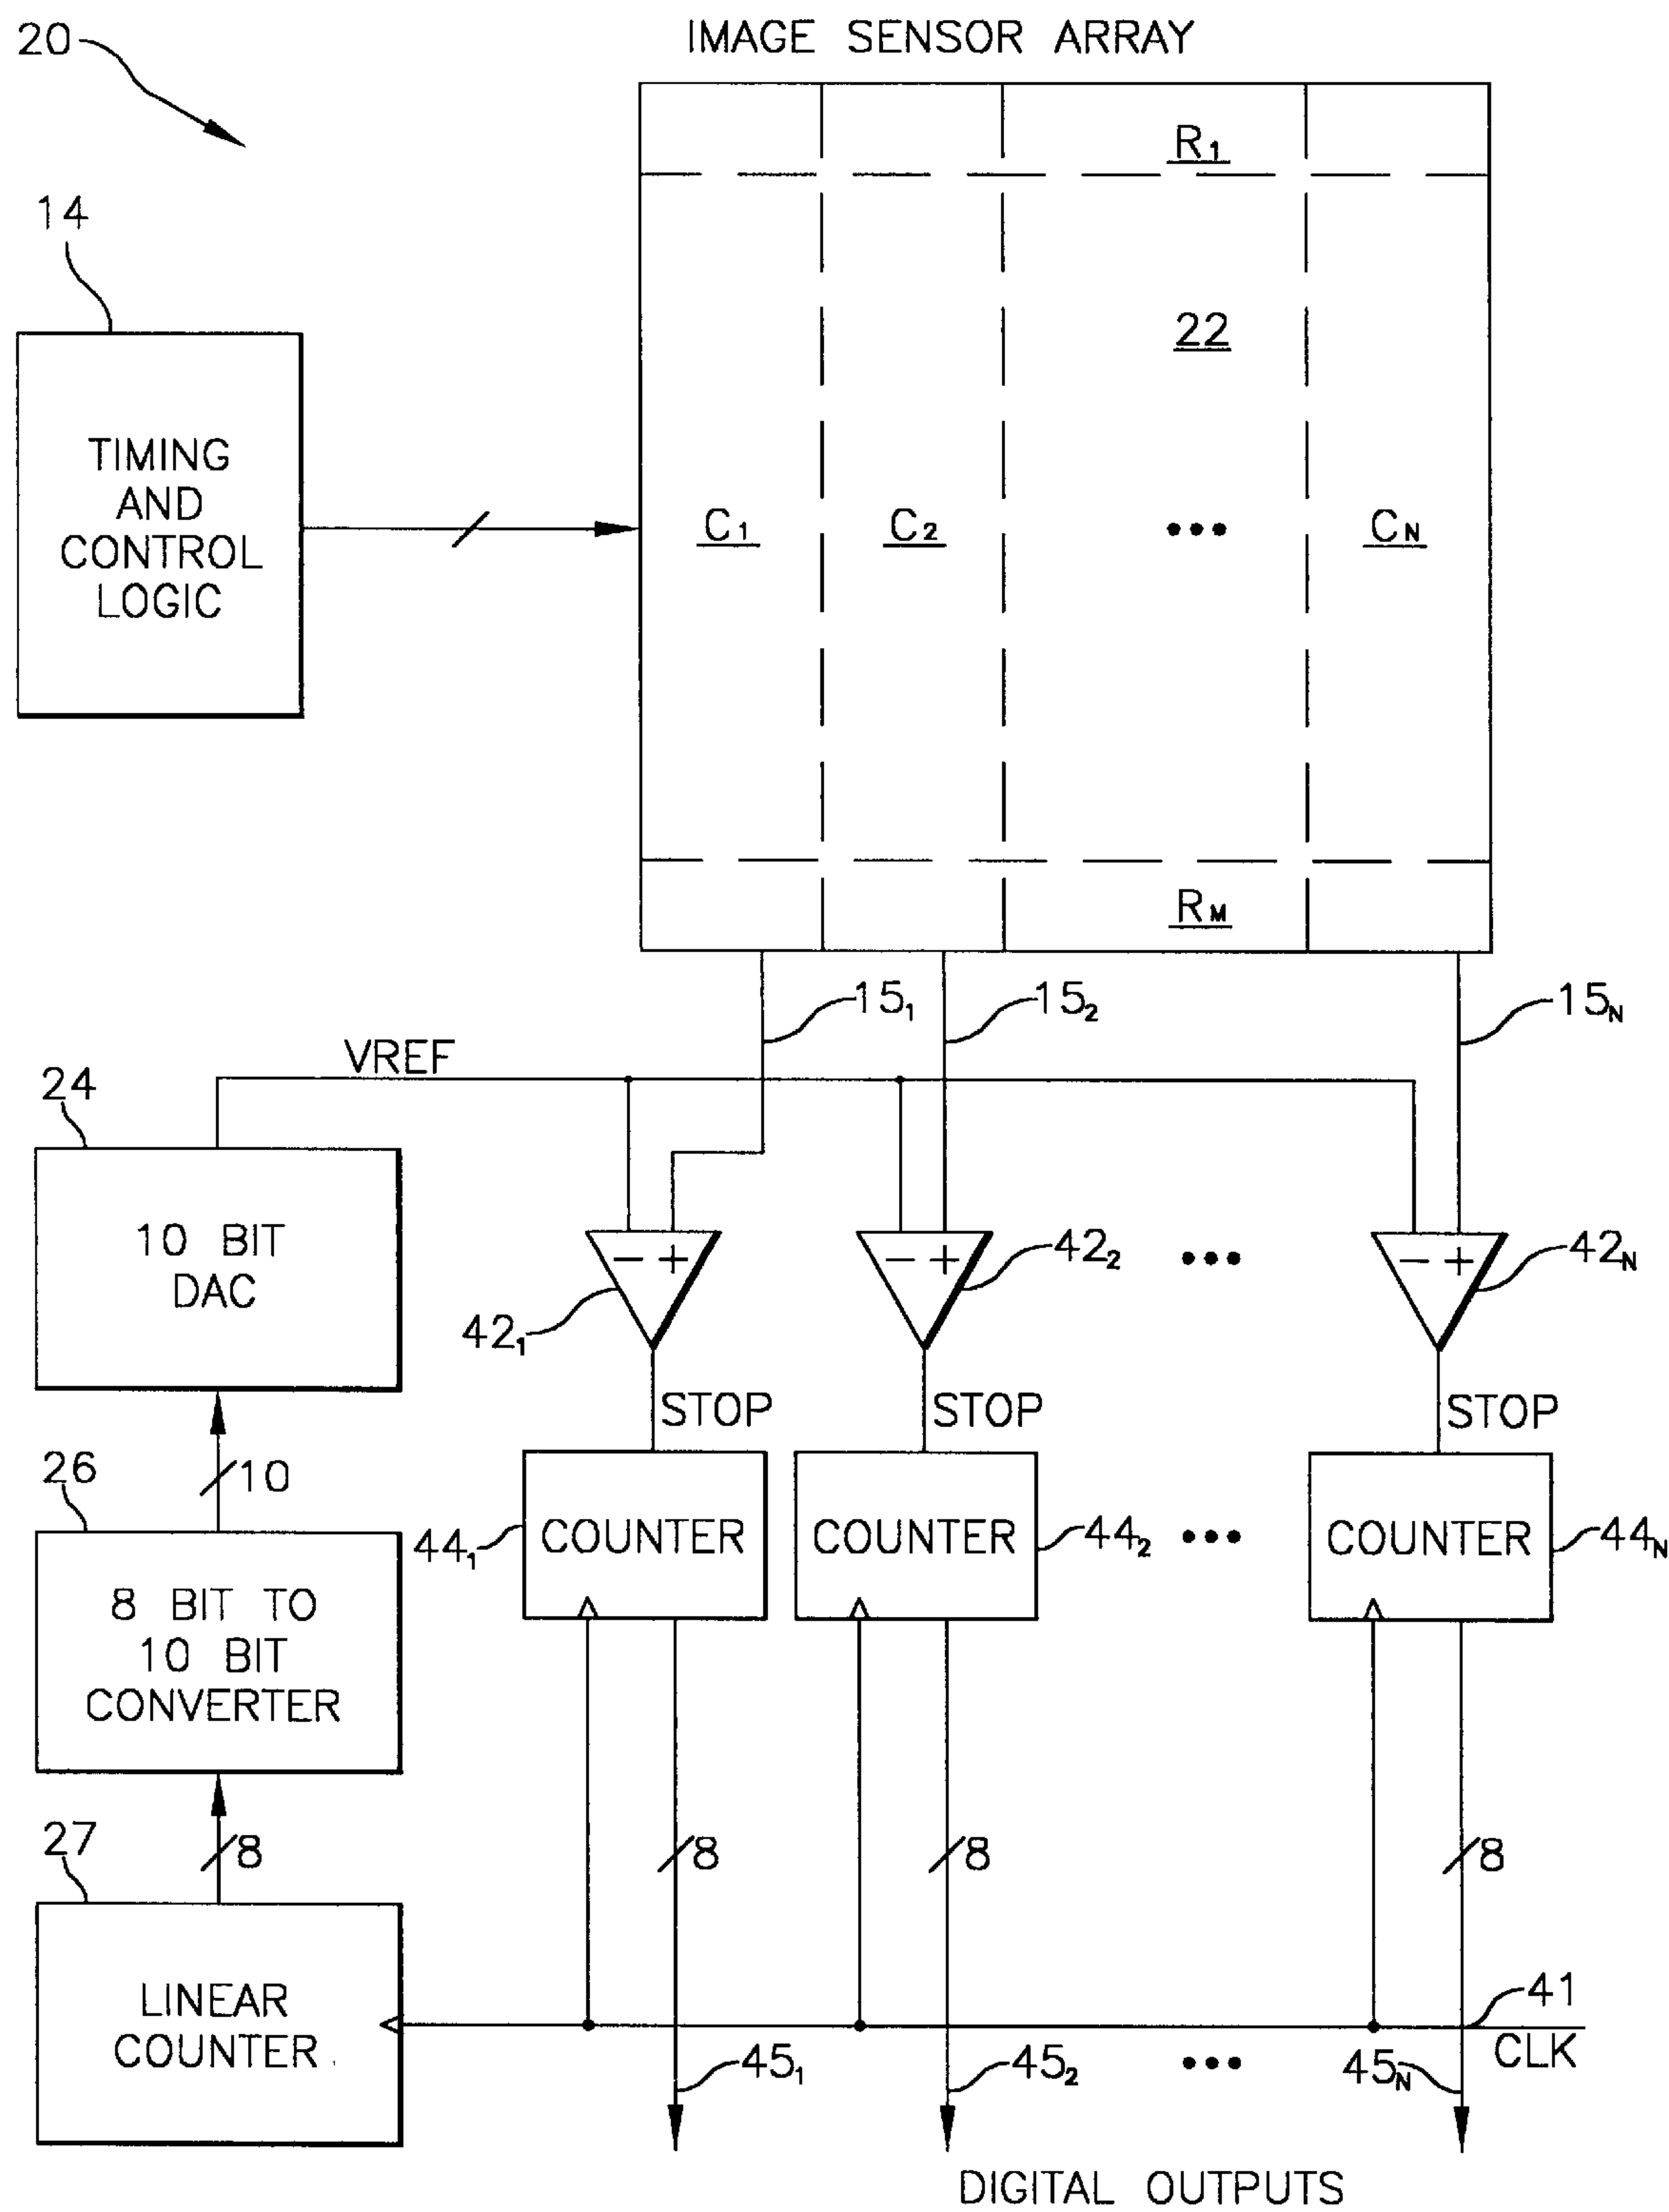 20
IMAGE SENSOR ARRAY
R1
14
22
TIMING
AND
CONTROL
LOGIC
C1 C2 ••• CN
RM
15₁ 15₂ 15N
VREF
24
10 BIT
DAC
− + − + ••• − +
42₁ 42₂ 42N
STOP STOP STOP
26
10
COUNTER COUNTER ••• COUNTER
44₁ 44₂ 44N
8 BIT TO
10 BIT
CONVERTER
27
8 8 8 8
LINEAR
COUNTER
41
CLK
45₁ 45₂ ••• 45N
DIGITAL OUTPUTS